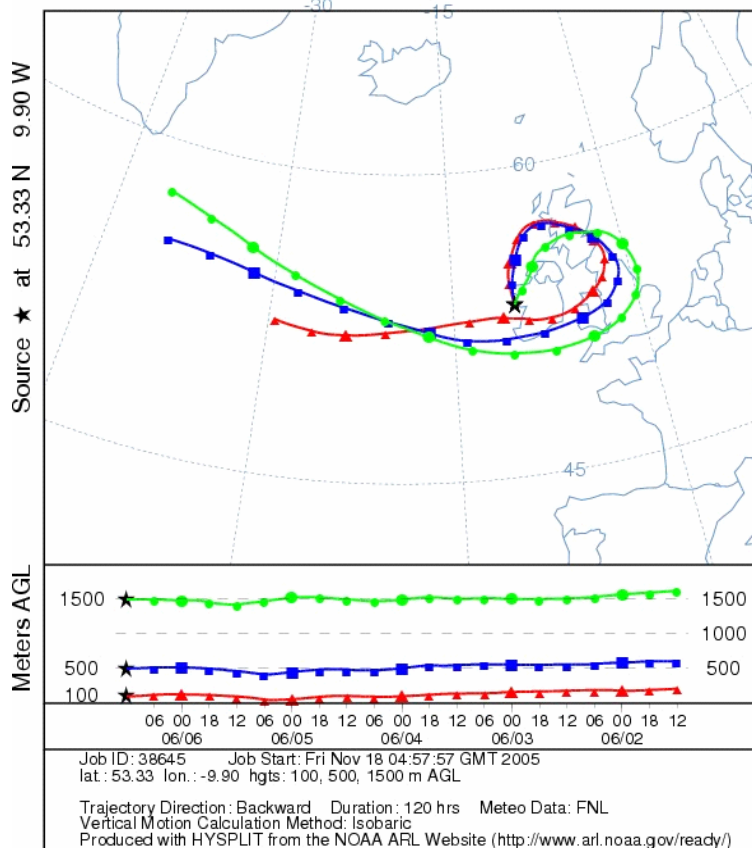 -30 -15
Source ★ at 53.33 N 9.90 W
60
45
Meters AGL
1500 1500
1000
500 500
100
06 00 18 12 06 00 18 12 06 00 18 12 06 00 18 12 06 00 18 12
06/06 06/05 06/04 06/03 06/02
Job ID: 38645 Job Start: Fri Nov 18 04:57:57 GMT 2005
lat.: 53.33 lon.: -9.90 hgts: 100, 500, 1500 m AGL
Trajectory Direction: Backward Duration: 120 hrs Meteo Data: FNL
Vertical Motion Calculation Method: Isobaric
Produced with HYSPLIT from the NOAA ARL Website (http://www.arl.noaa.gov/ready/)